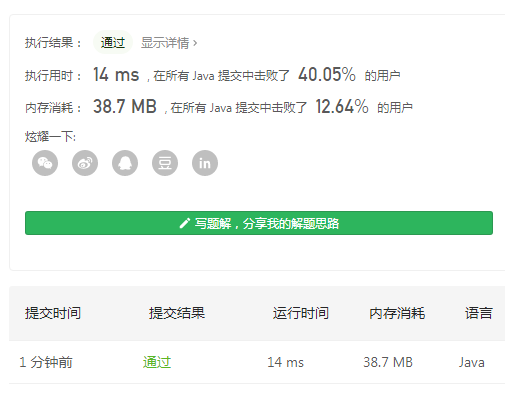 执行结果： 通过 显示详情 >
执行用时： 14 ms , 在所有 Java 提交中击败了 40.05% 的用户
内存消耗： 38.7 MB , 在所有 Java 提交中击败了 12.64% 的用户
炫耀一下:
豆 in
写题解，分享我的解题思路
提交时间 提交结果 运行时间 内存消耗 语言
1 分钟前 通过 14 ms 38.7 MB Java